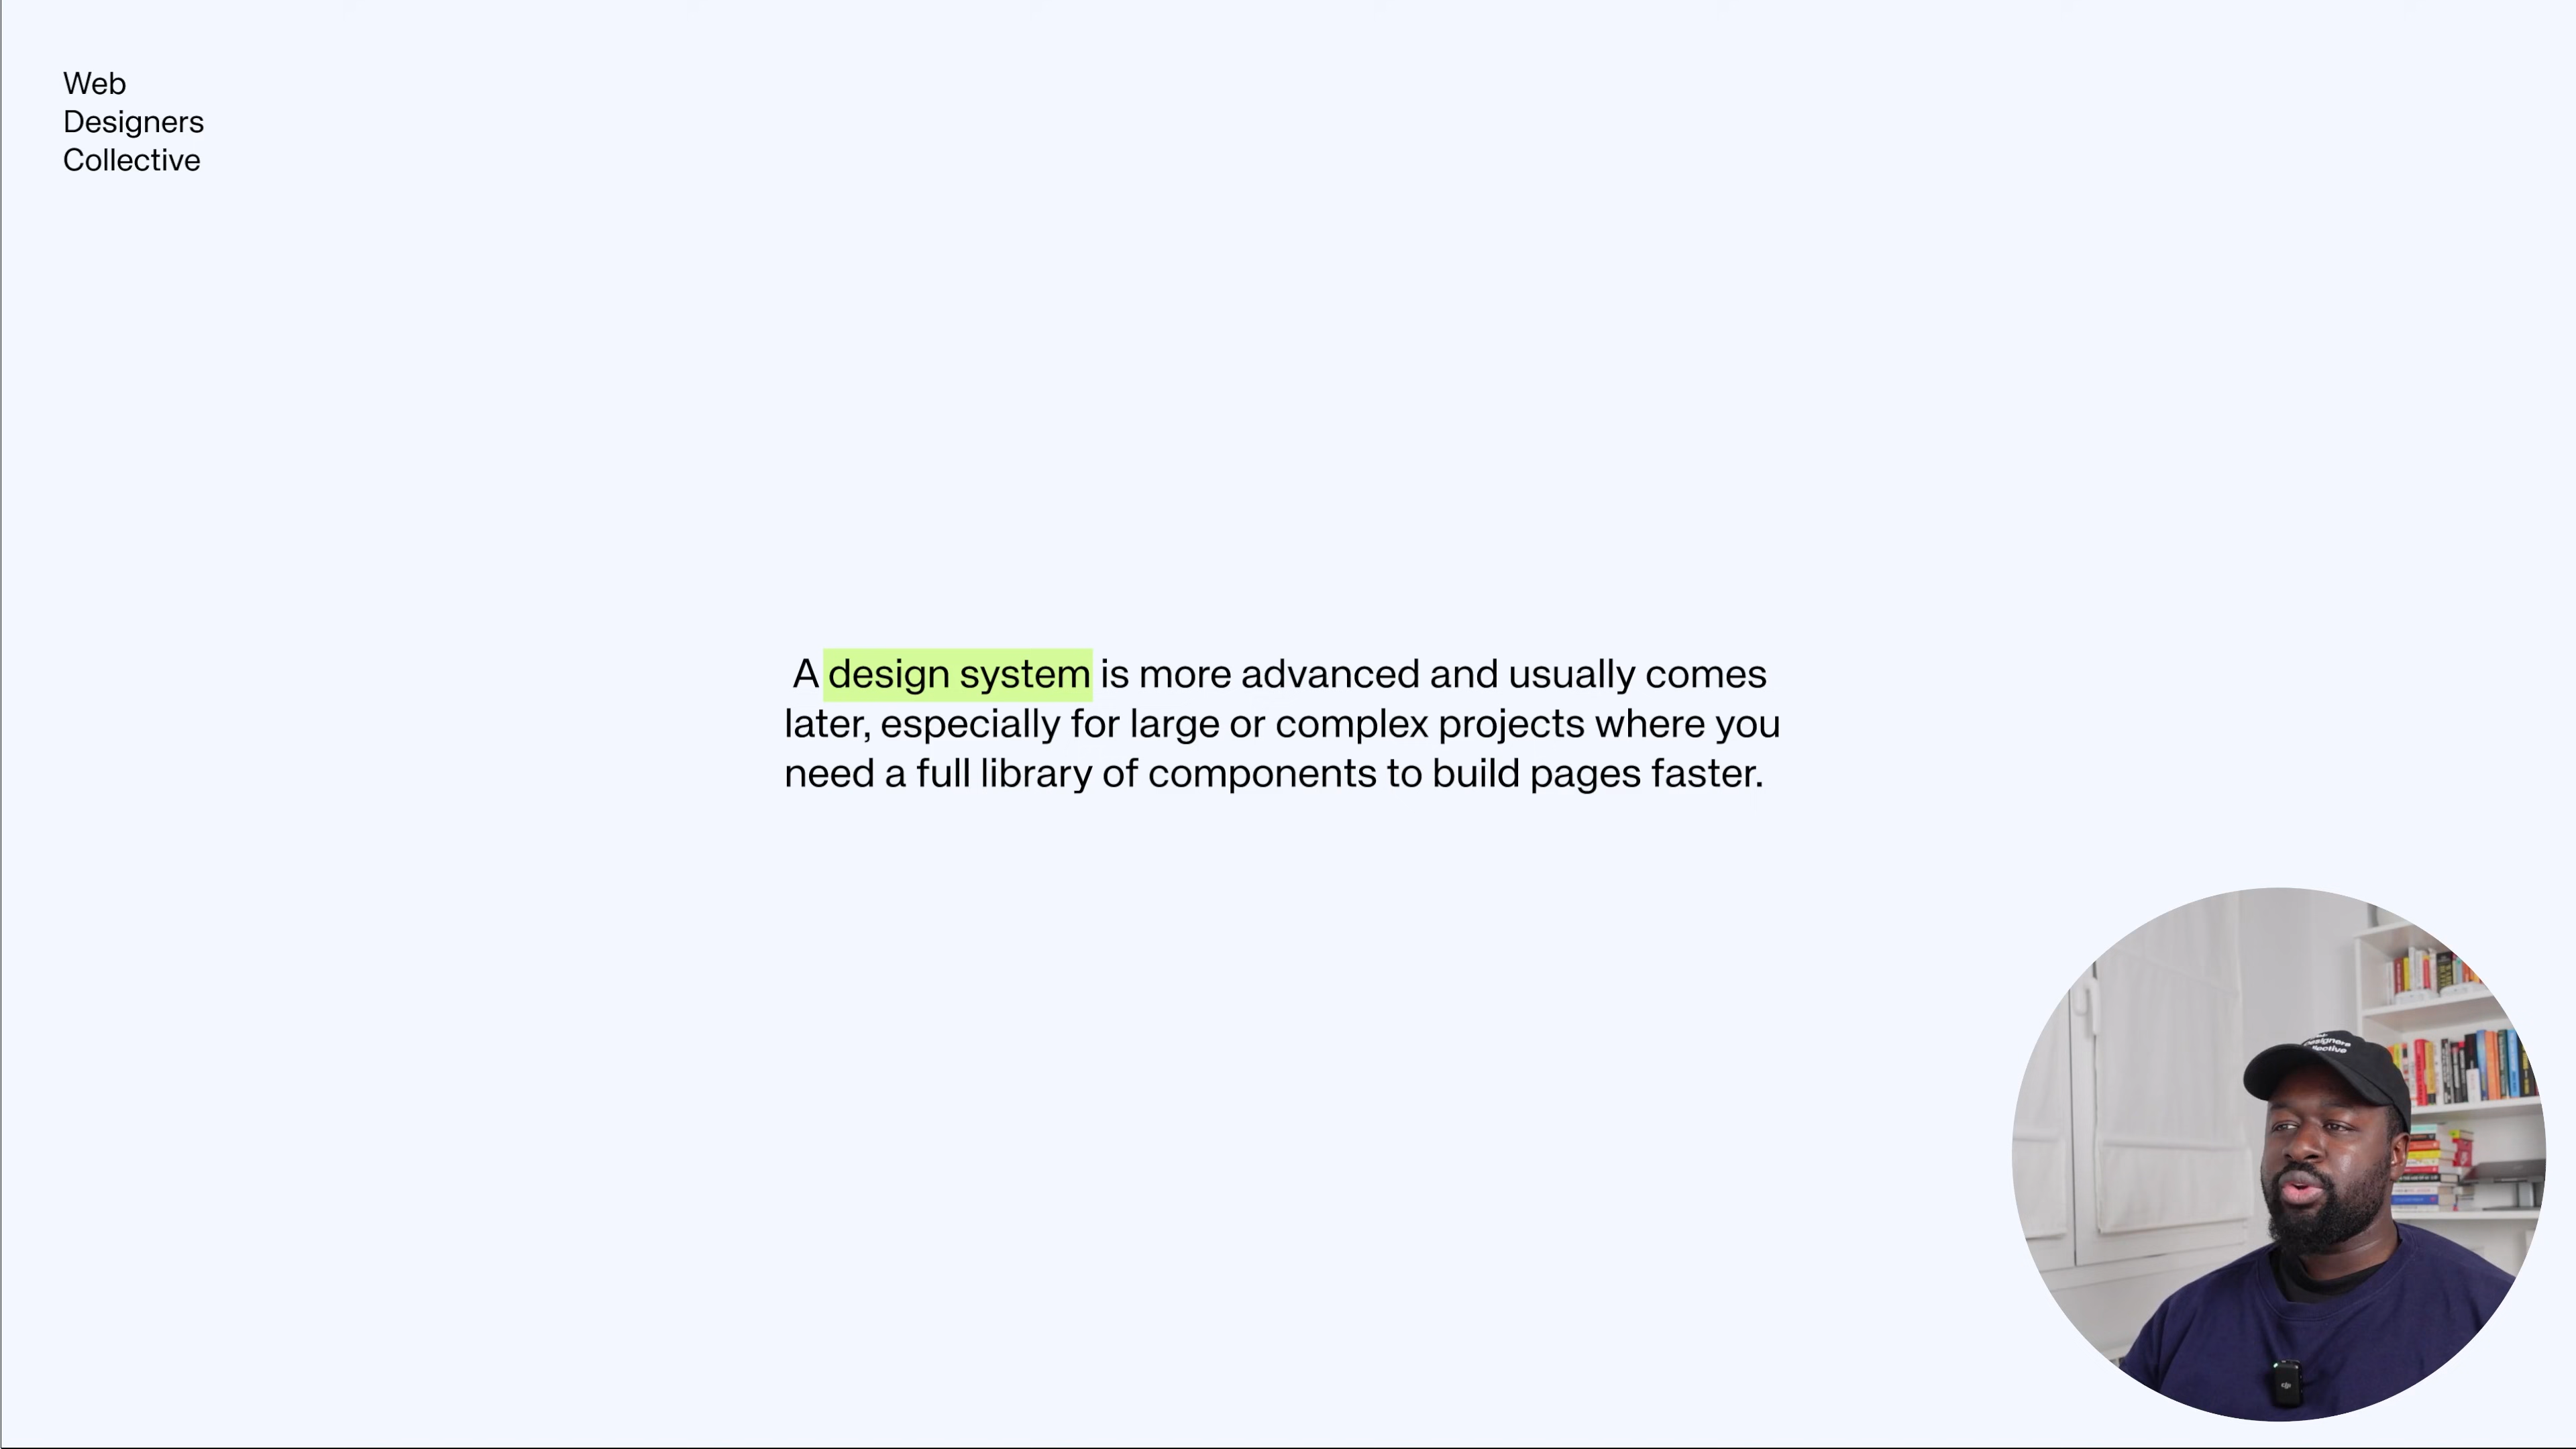 Web
Designers
Collective
A design system is more advanced and usually comes
later, especially for large or complex projects where you
need a full library of components to build pages faster.